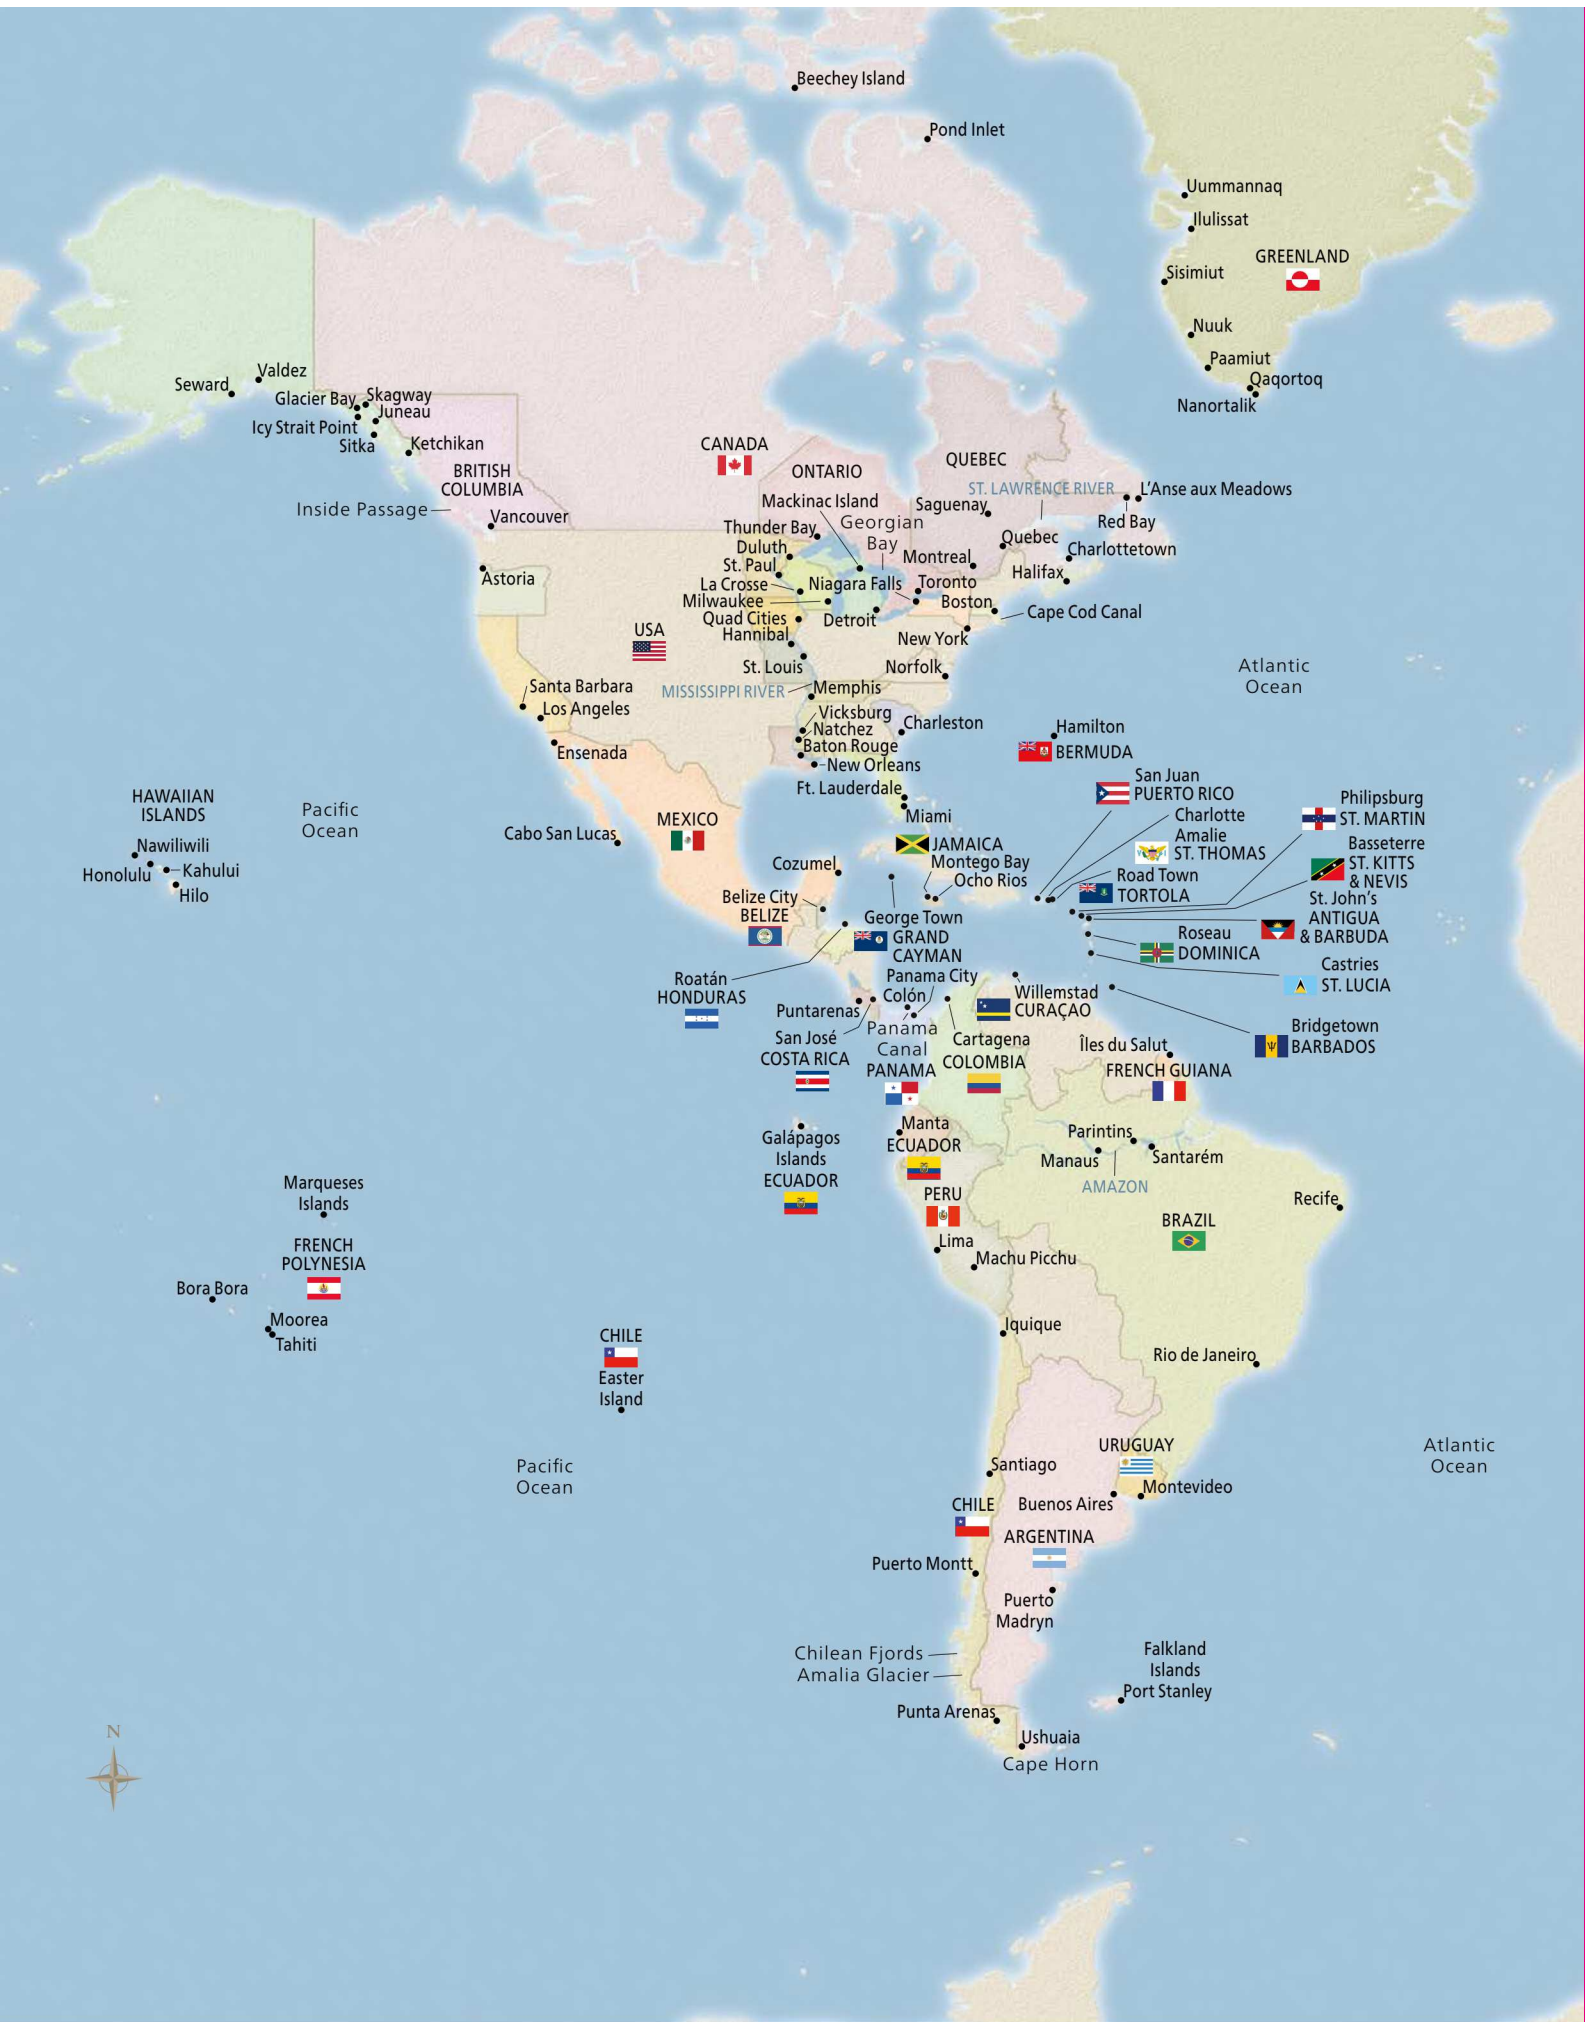 Beechey Island
Pond Inlet
Uummannaq
Ilulissat
GREENLAND
Sisimiut
Nuuk
Paamiut
Qaqortoq
Nanortalik
Valdez
Seward
Skagway
Glacier Bay
Juneau
Icy Strait Point
Sitka
Ketchikan
BRITISH
COLUMBIA
Inside Passage
Vancouver
CANADA
ONTARIO
QUEBEC
ST. LAWRENCE RIVER
L'Anse aux Meadows
Mackinac Island
Saguenay
Red Bay
Georgian
Bay
Thunder Bay
Quebec
Duluth
Montreal
Charlottetown
St. Paul
Halifax
Astoria
La Crosse
Niagara Falls
Toronto
Milwaukee
Boston
Cape Cod Canal
Quad Cities
Detroit
USA
Hannibal
New York
St. Louis
Norfolk
Atlantic
Ocean
Santa Barbara
MISSISSIPPI RIVER
Memphis
Los Angeles
Vicksburg
Charleston
Natchez
Hamilton
BERMUDA
Ensenada
Baton Rouge
New Orleans
San Juan
PUERTO RICO
Ft. Lauderdale
HAWAIIAN
ISLANDS
Pacific
Ocean
Philipsburg
ST. MARTIN
Miami
Charlotte
Amalie
ST. THOMAS
MEXICO
Cabo San Lucas
Nawiliwili
Honolulu
Kahului
Hilo
JAMAICA
Montego Bay
Ocho Rios
Basseterre
ST. KITTS
& NEVIS
Cozumel
Road Town
TORTOLA
Belize City
BELIZE
St. John's
ANTIGUA
& BARBUDA
George Town
GRAND
CAYMAN
Roseau
DOMINICA
Castries
ST. LUCIA
Roatán
HONDURAS
Panama City
Colón
Willemstad
CURAÇAO
Puntarenas
Panama
Canal
PANAMA
Bridgetown
BARBADOS
San José
COSTA RICA
Cartagena
COLOMBIA
Îles du Salut
FRENCH GUIANA
Manta
ECUADOR
Galápagos
Islands
ECUADOR
Parintins
Manaus
Santarém
AMAZON
Marqueses
Islands
PERU
Recife
BRAZIL
FRENCH
POLYNESIA
Lima
Machu Picchu
Bora Bora
Moorea
Tahiti
Iquique
CHILE
Easter
Island
Rio de Janeiro
URUGUAY
Atlantic
Ocean
Pacific
Ocean
Santiago
Montevideo
Buenos Aires
CHILE
ARGENTINA
Puerto Montt
Puerto
Madryn
Chilean Fjords
Amalia Glacier
Falkland
Islands
Port Stanley
Punta Arenas
Ushuaia
Cape Horn
N